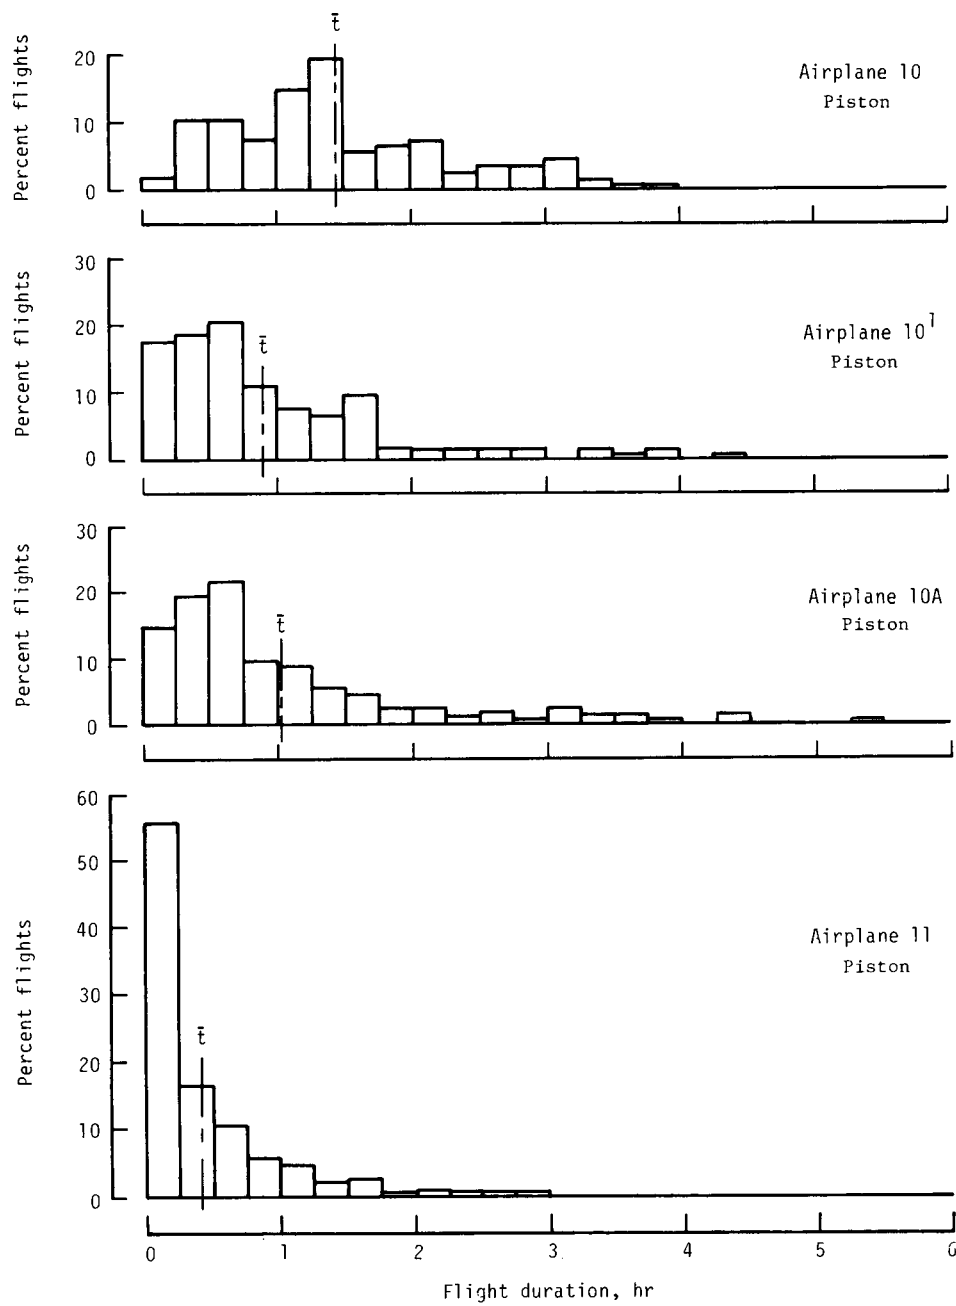 t̄
Percent flights
20
10
0
Airplane 10
Piston
Percent flights
30
20
10
0
t̄
Airplane 10¹
Piston
Percent flights
30
20
10
0
t̄
Airplane 10A
Piston
Percent flights
60
50
40
30
20
10
0
t̄
Airplane 11
Piston
0 1 2 3 4 5 6
Flight duration, hr